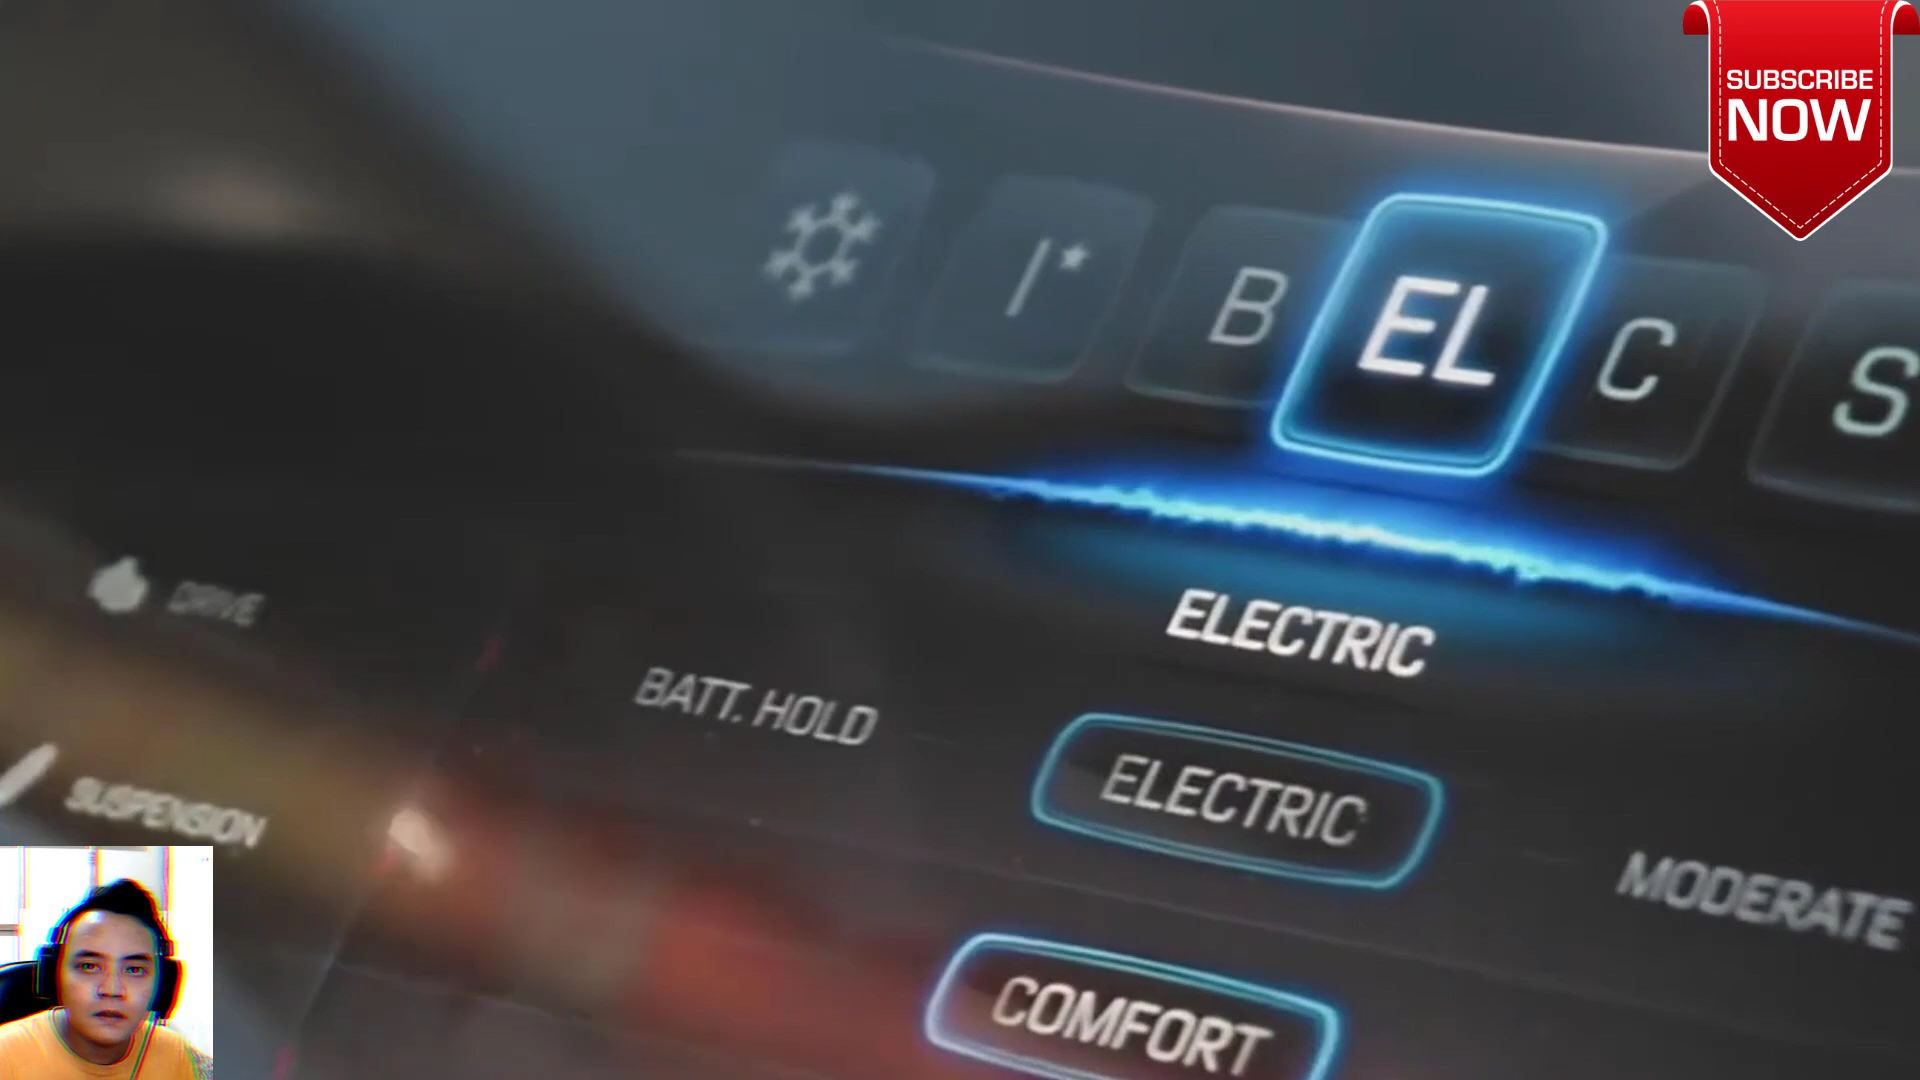 SUBSCRIBE
NOW
I*
B
EL
C
S
ELECTRIC
DRIVE
BATT. HOLD
ELECTRIC
MODERATE
SUSPENSION
COMFORT